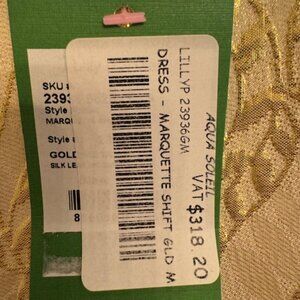 SKU #
2393
Style
MARQU
Style #
GOLD
SILK LE
8
LILLYP 23936GM
DRESS - MARQUETTE SHIFT GLD M
AQUA SOLEIL
VAT $318.20